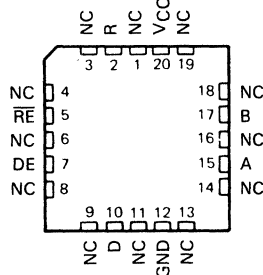 NC R NC VCC NC
3 2 1 20 19
NC 4 18 NC
RE 5 17 B
NC 6 16 NC
DE 7 15 A
NC 8 14 NC
9 10 11 12 13
NC D NC GND NC